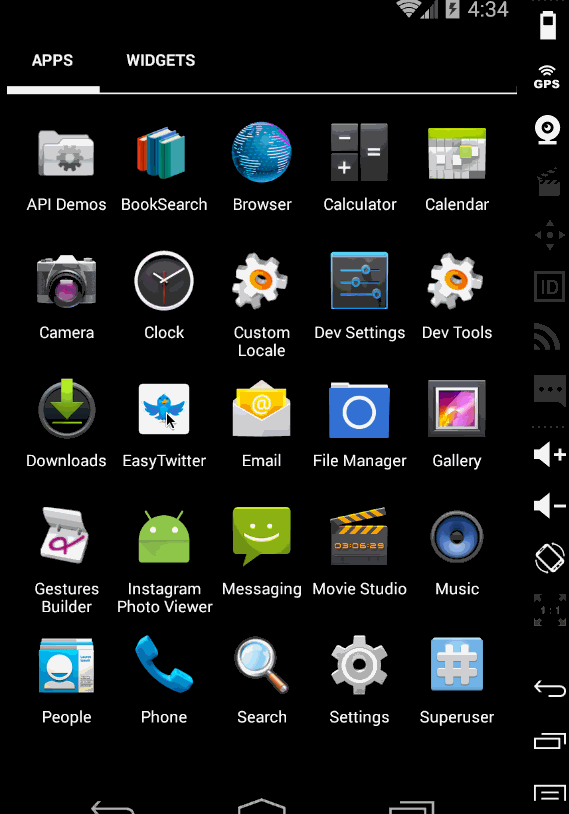 4:34
APPS WIDGETS
GPS
API Demos BookSearch Browser Calculator Calendar
ID
Camera Clock Custom Locale Dev Settings Dev Tools
@
Downloads EasyTwitter Email File Manager Gallery
03:06:29
Gestures Builder Instagram Photo Viewer Messaging Movie Studio Music
1:1
People Phone Search Settings Superuser